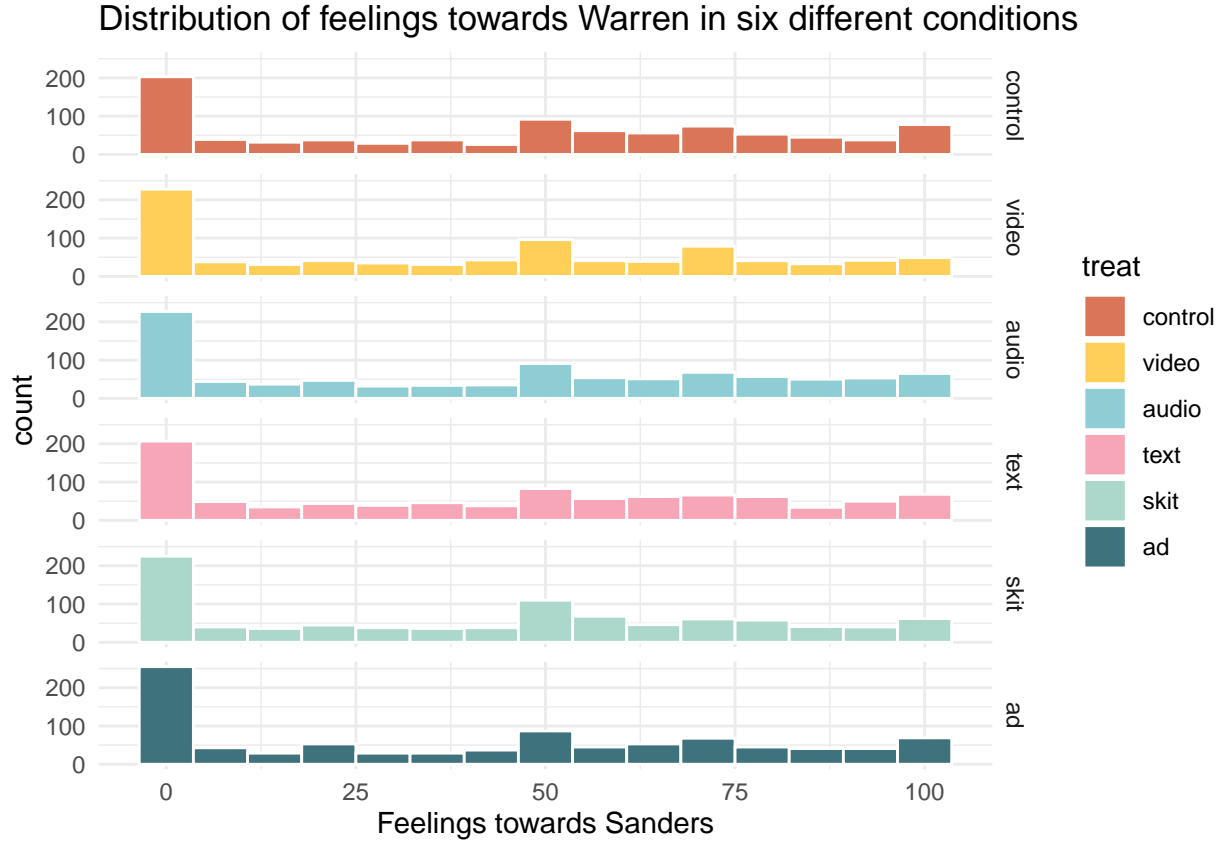 Distribution of feelings towards Warren in six different conditions
200
100
0
control
200
100
0
video
200
100
0
audio
200
100
0
text
200
100
0
skit
200
100
0
ad
count
0 25 50 75 100
Feelings towards Sanders
treat
control
video
audio
text
skit
ad